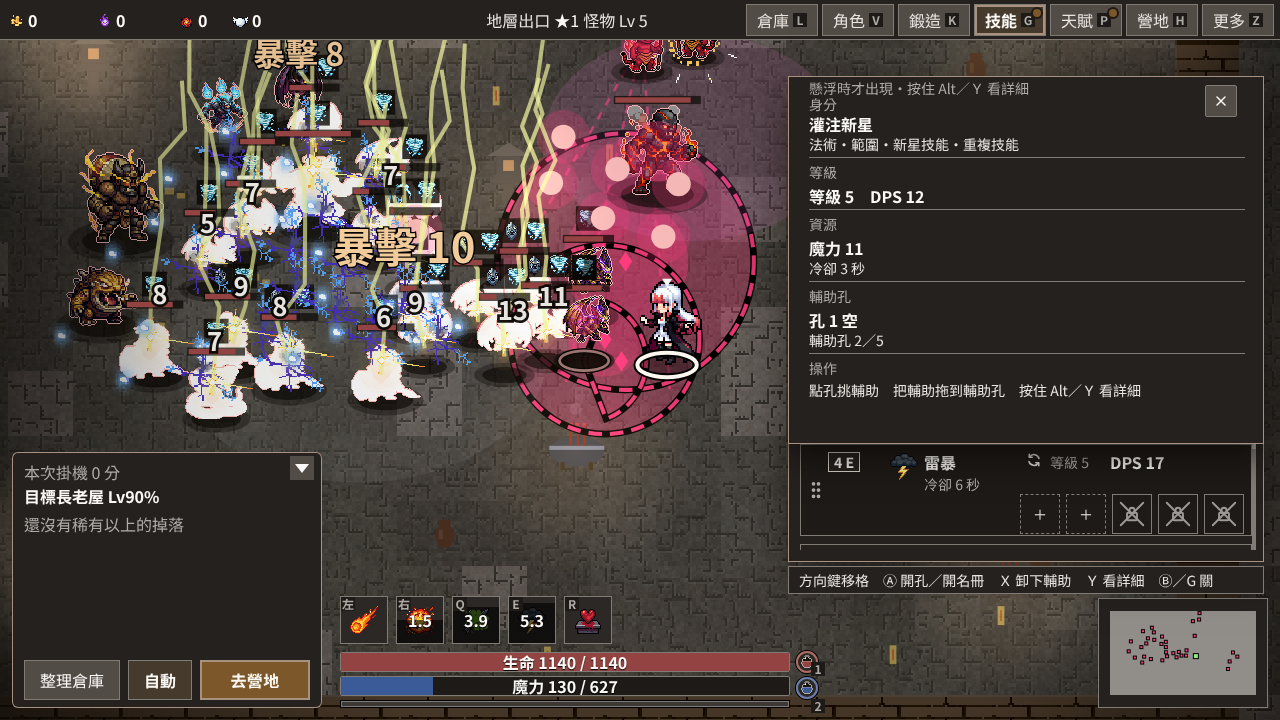 0
0
0
0
地層出口 ★1 怪物 Lv 5
倉庫 L
角色 V
鍛造 K
技能 G
天賦 P
營地 H
更多 Z
暴擊 8
7
7
5
暴擊 10
8
9
8
9
6
13
11
7
懸浮時才出現・按住 Alt／Y 看詳細
身分
灌注新星
法術・範圍・新星技能・重複技能
等級
等級 5 DPS 12
資源
魔力 11
冷卻 3 秒
輔助孔
孔 1 空
輔助孔 2／5
操作
點孔挑輔助 把輔助拖到輔助孔 按住 Alt／Y 看詳細
4 E
雷暴
等級 5
DPS 17
冷卻 6 秒
+
+
方向鍵移格 Ⓐ 開孔／開名冊 X 卸下輔助 Y 看詳細 Ⓑ／G 關
本次掛機 0 分
目標長老屋 Lv90%
還沒有稀有以上的掉落
整理倉庫
自動
去營地
左
右
1.5
Q
3.9
E
5.3
R
生命 1140 / 1140
1
魔力 130 / 627
2